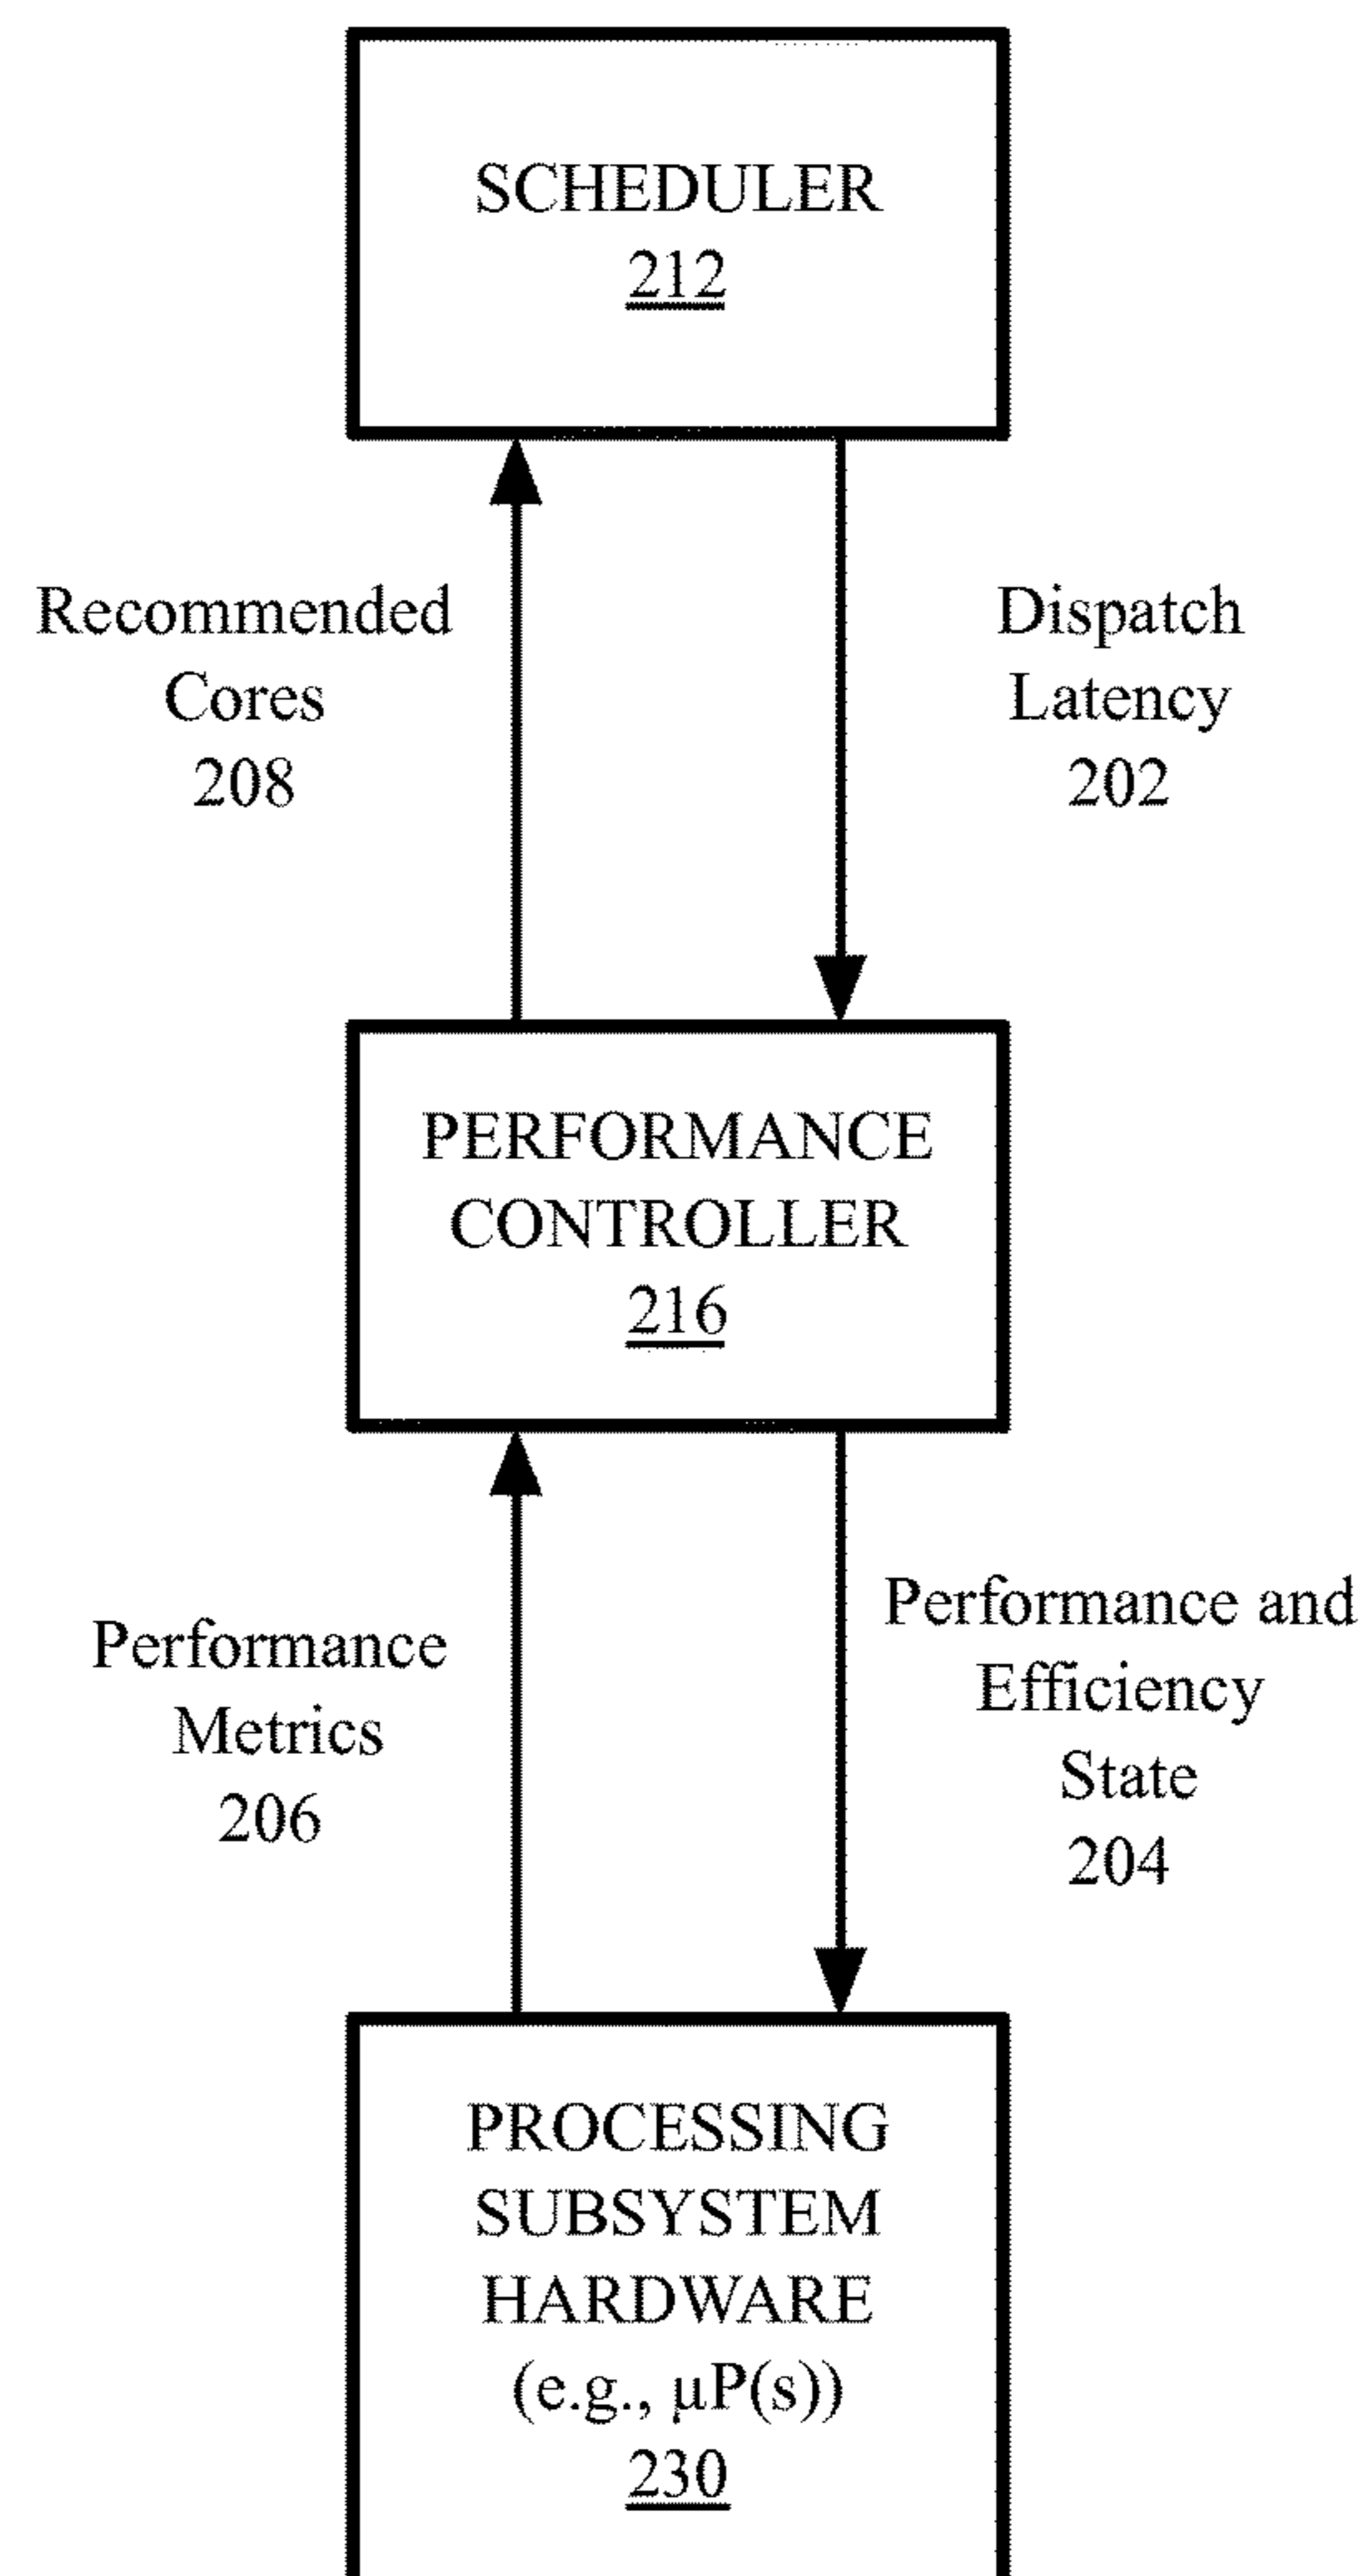 SCHEDULER
212
Recommended
Cores
208
Dispatch
Latency
202
PERFORMANCE
CONTROLLER
216
Performance
Metrics
206
Performance and
Efficiency
State
204
PROCESSING
SUBSYSTEM
HARDWARE
(e.g., µP(s))
230